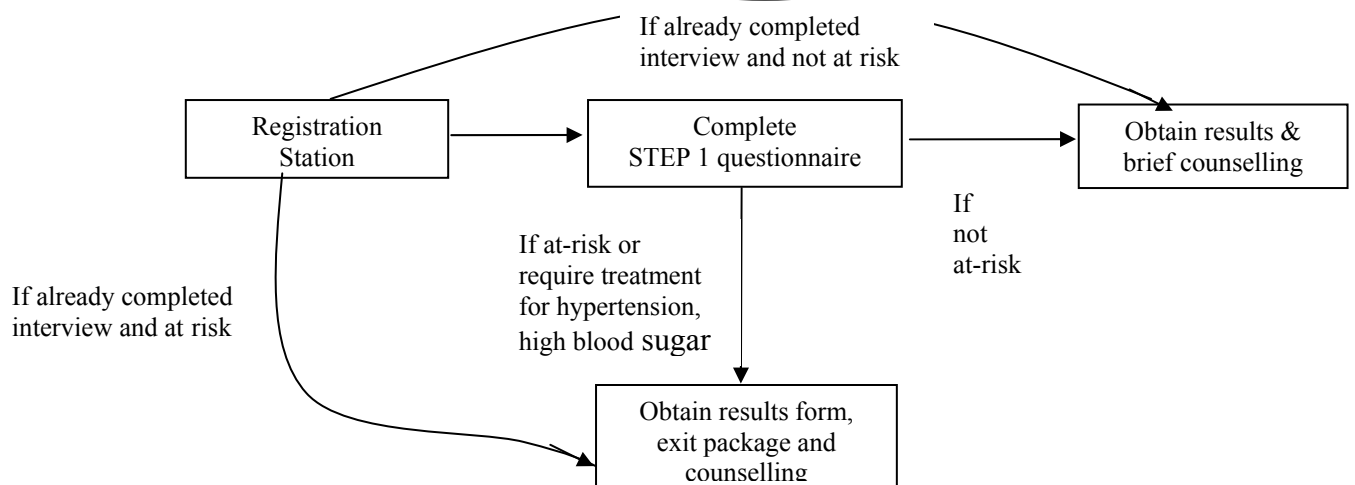 If already completed
interview and not at risk
Registration
Station
Complete
STEP 1 questionnaire
Obtain results &
brief counselling
If
not
at-risk
If at-risk or
require treatment
for hypertension,
high blood sugar
If already completed
interview and at risk
Obtain results form,
exit package and
counselling